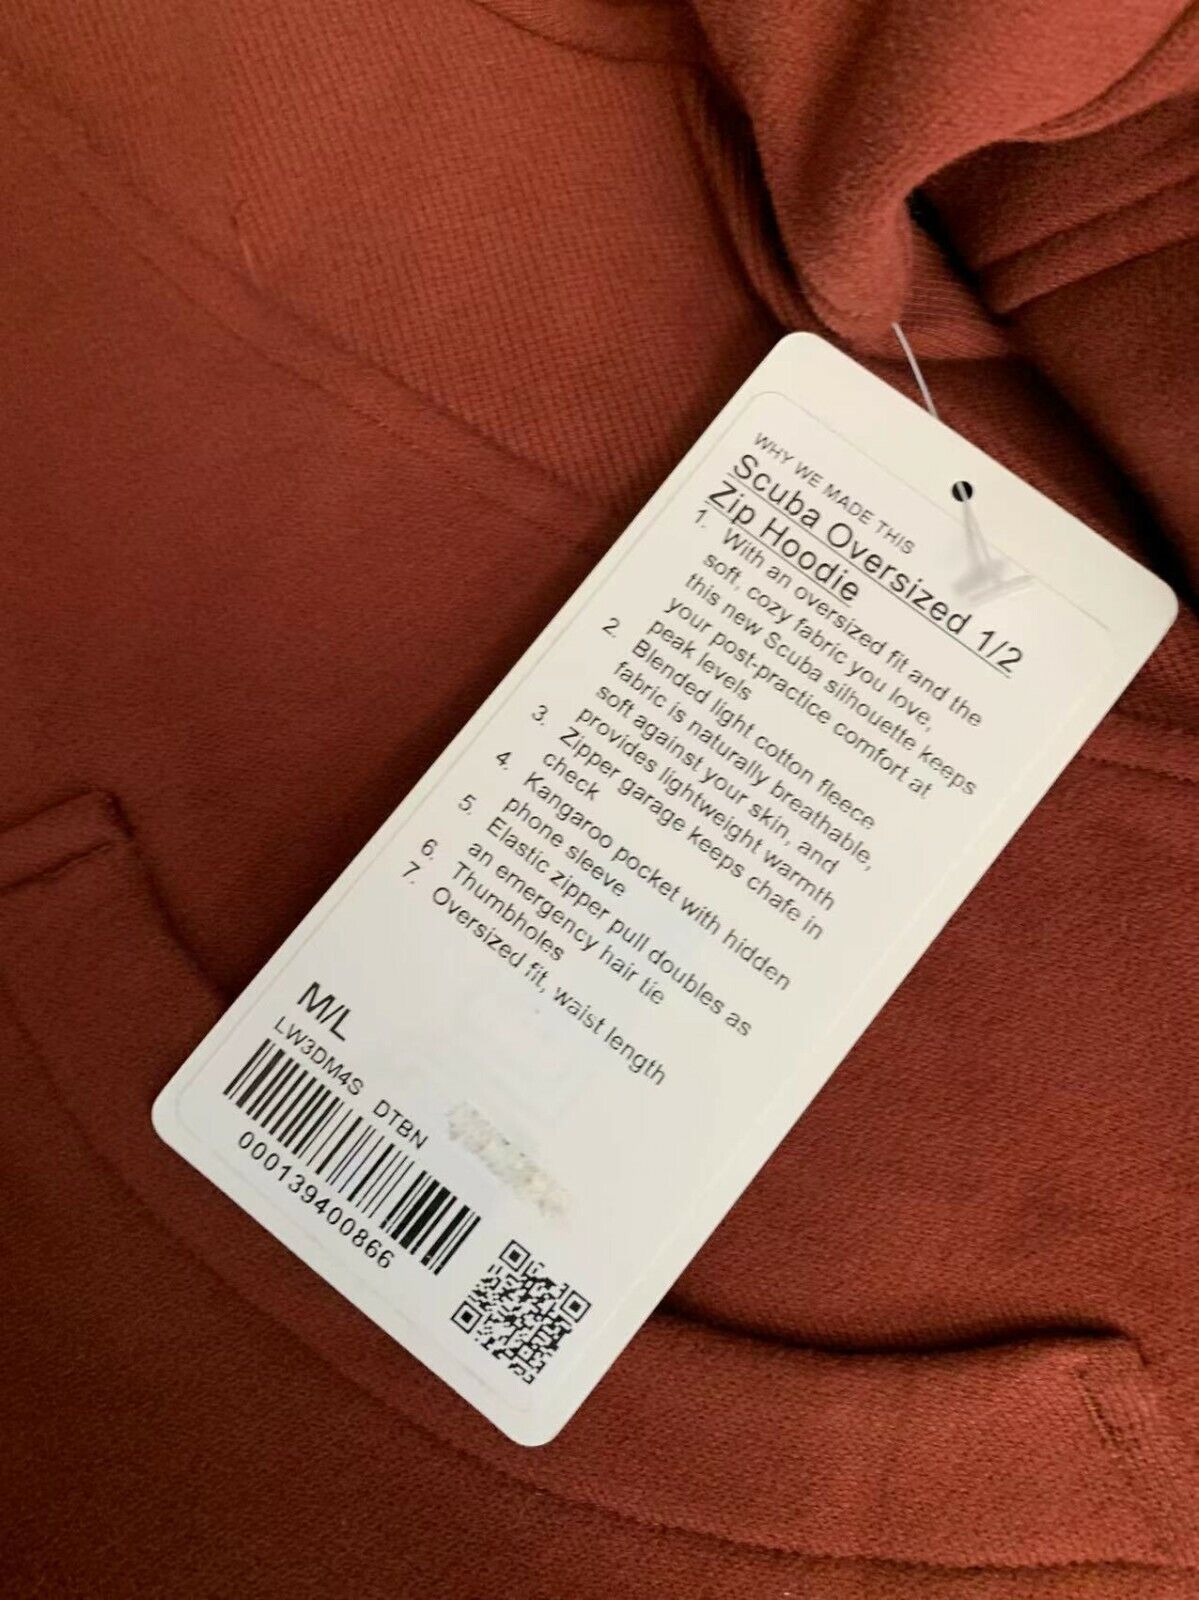 WHY WE MADE THIS
Scuba Oversized 1/2
Zip Hoodie
1. With an oversized fit and the
soft, cozy fabric you love,
this new Scuba silhouette keeps
your post-practice comfort at
peak levels
2. Blended light cotton fleece
fabric is naturally breathable,
soft against your skin, and
provides lightweight warmth
3. Zipper garage keeps chafe in
check
4. Kangaroo pocket with hidden
phone sleeve
5. Elastic zipper pull doubles as
an emergency hair tie
6. Thumbholes
7. Oversized fit, waist length
M/L
LW3DM4S DTBN
000139400866